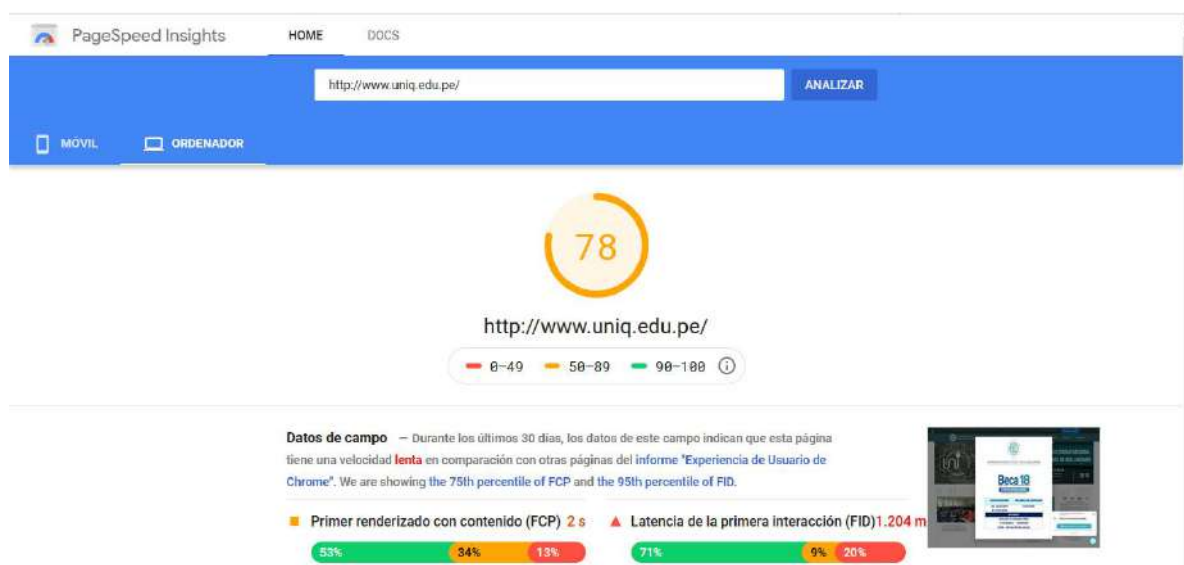 PageSpeed Insights HOME DOCS
http://www.uniq.edu.pe/ ANALIZAR
MÓVIL ORDENADOR
78
http://www.uniq.edu.pe/
0-49 50-89 90-100
Datos de campo — Durante los últimos 30 días, los datos de este campo indican que esta página
tiene una velocidad lenta en comparación con otras páginas del informe "Experiencia de Usuario de
Chrome". We are showing the 75th percentile of FCP and the 95th percentile of FID.
Primer renderizado con contenido (FCP) 2 s
Latencia de la primera interacción (FID)1.204 m
53% 34% 13%
71% 9% 20%
Beca 18